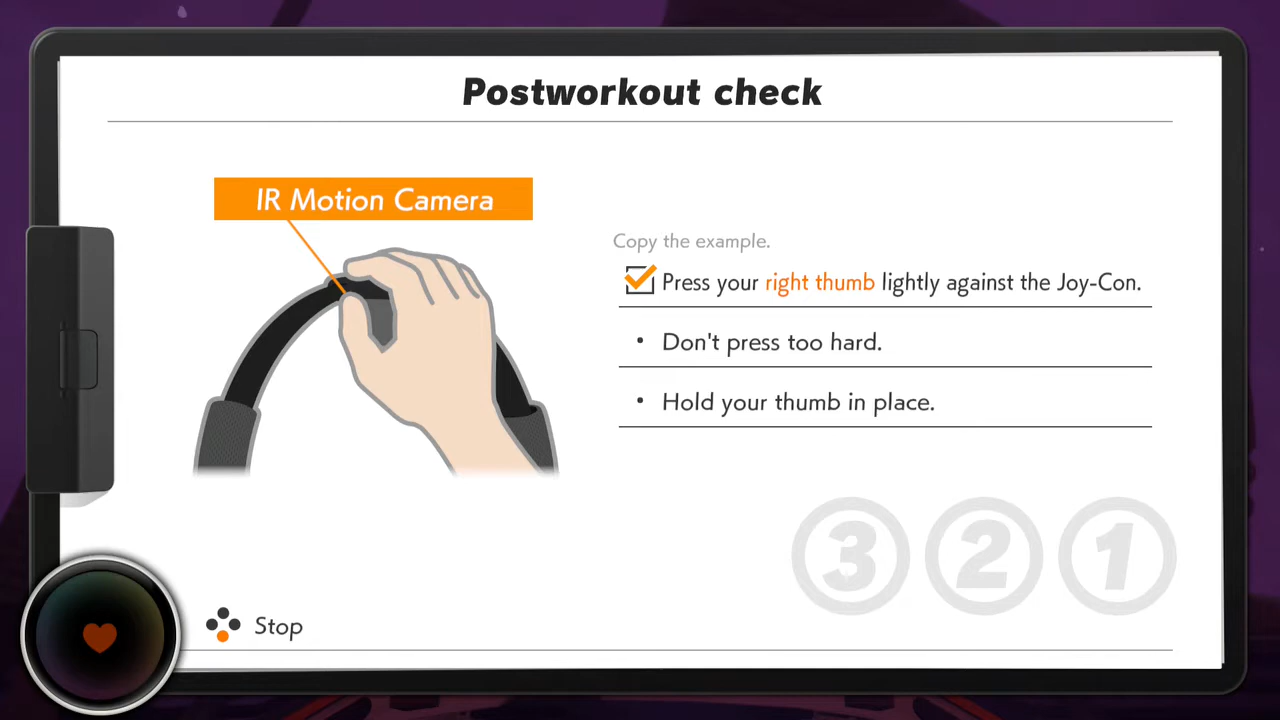 Postworkout check
IR Motion Camera
Copy the example.
Press your right thumb lightly against the Joy-Con.
• Don't press too hard.
• Hold your thumb in place.
3 2 1
Stop